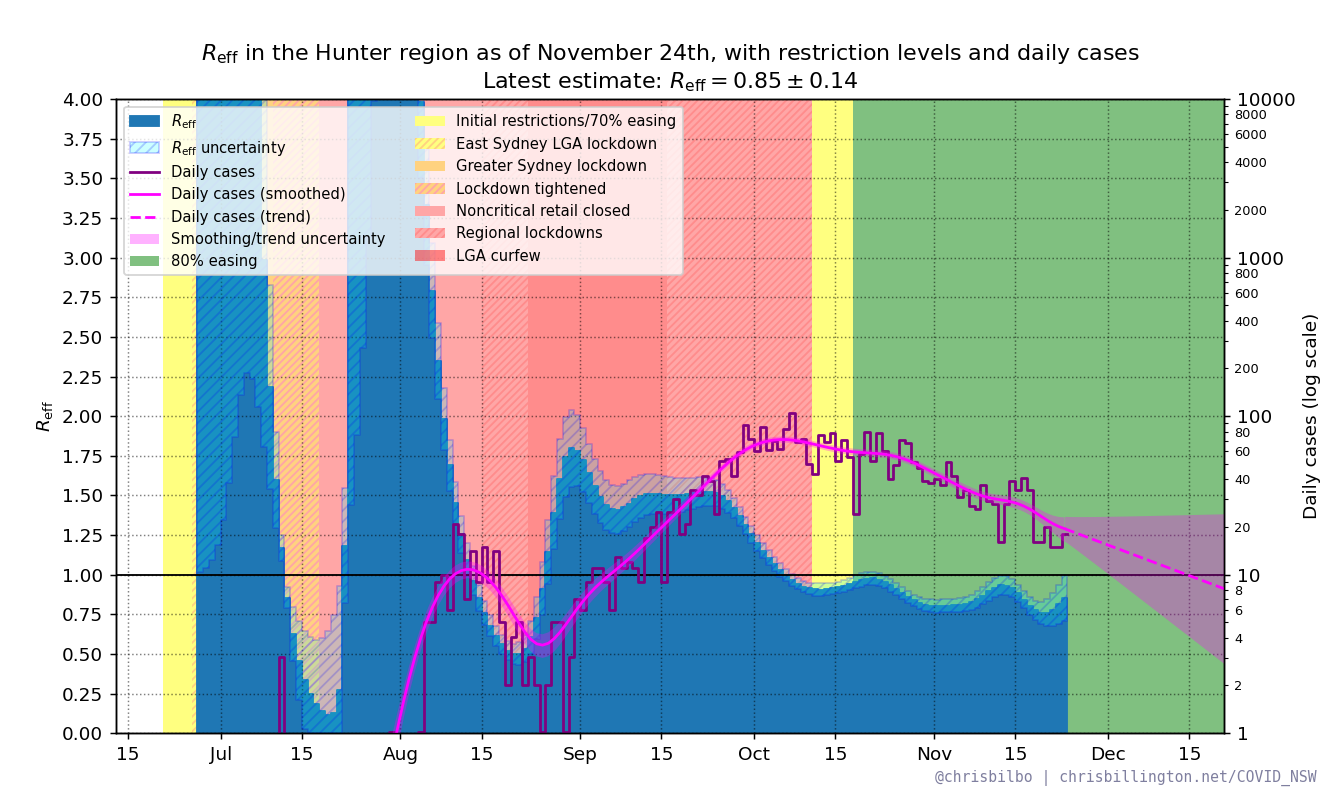 R_eff in the Hunter region as of November 24th, with restriction levels and daily cases
Latest estimate: R_eff = 0.85 ± 0.14
4.00
3.75
3.50
3.25
3.00
2.75
2.50
2.25
2.00
1.75
1.50
1.25
1.00
0.75
0.50
0.25
0.00
R_eff
R_eff
R_eff uncertainty
Daily cases
Daily cases (smoothed)
Daily cases (trend)
Smoothing/trend uncertainty
80% easing
Initial restrictions/70% easing
East Sydney LGA lockdown
Greater Sydney lockdown
Lockdown tightened
Noncritical retail closed
Regional lockdowns
LGA curfew
10000
8000
6000
4000
2000
1000
800
600
400
200
100
80
60
40
20
10
8
6
4
2
1
Daily cases (log scale)
15 Jul 15 Aug 15 Sep 15 Oct 15 Nov 15 Dec 15
@chrisbilbo | chrisbillington.net/COVID_NSW